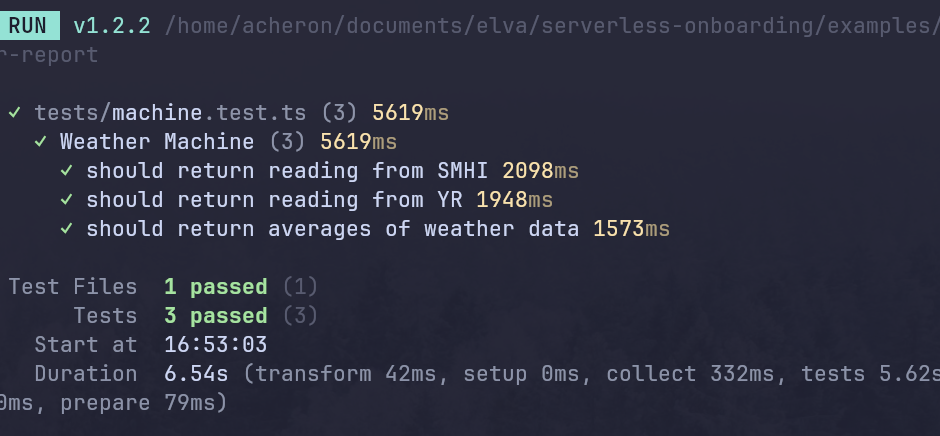 RUN v1.2.2 /home/acheron/documents/elva/serverless-onboarding/examples/
r-report
✓ tests/machine.test.ts (3) 5619ms
✓ Weather Machine (3) 5619ms
✓ should return reading from SMHI 2098ms
✓ should return reading from YR 1948ms
✓ should return averages of weather data 1573ms
Test Files 1 passed (1)
Tests 3 passed (3)
Start at 16:53:03
Duration 6.54s (transform 42ms, setup 0ms, collect 332ms, tests 5.62s
0ms, prepare 79ms)